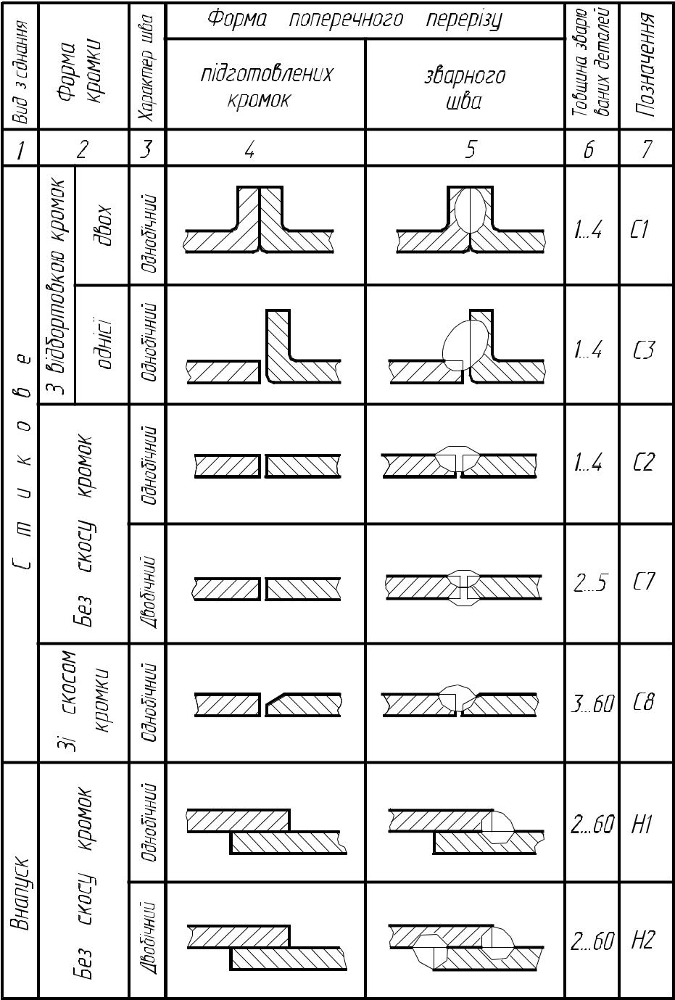 Вид з єднання
Форма
кромки
Характер шва
Форма поперечного перерізу
підготовлених
кромок
зварного
шва
Товщина зварю
ваних деталей
Позначення
1
2
3
4
5
6
7
Стикове
З відбортовкою кромок
двох
Однобічний
1...4
С1
однієї
Однобічний
1...4
С3
Без скосу кромок
Однобічний
1...4
С2
Двобічний
2...5
С7
Зі скосам
кромки
Однобічний
3...60
С8
Внапуск
Без скосу кромок
Однобічний
2...60
Н1
Двобічний
2...60
Н2